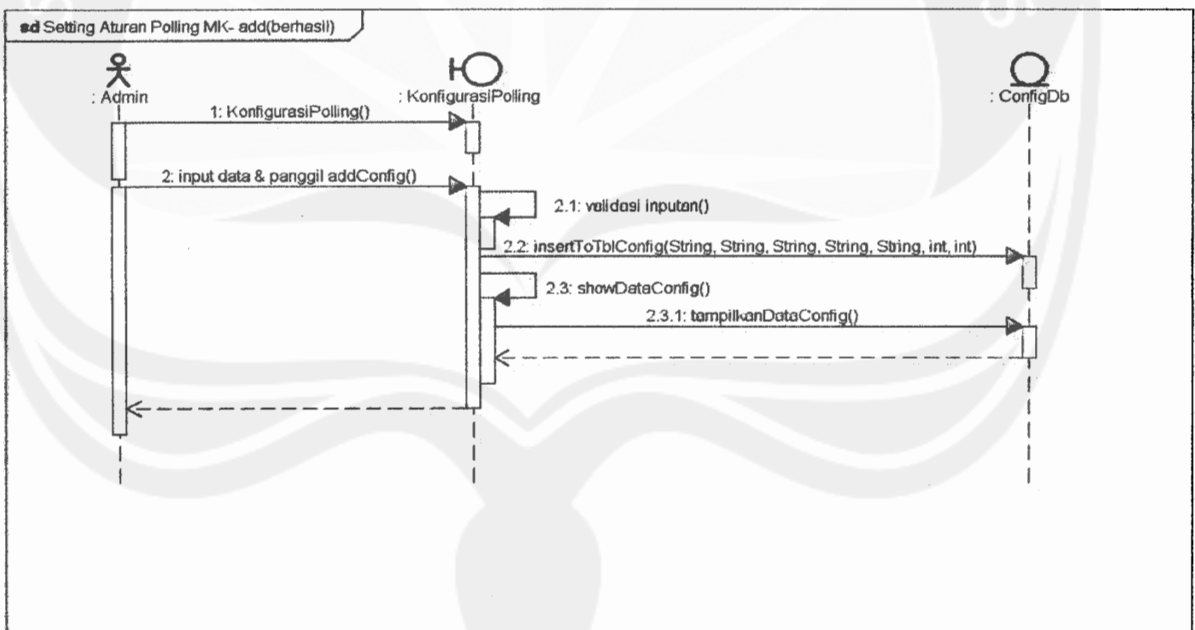 sd Setting Aturan Polling MK- add(berhasil)
: Admin
: KonfigurasiPolling
: ConfigDb
1: KonfigurasiPolling()
2: input data & panggil addConfig()
2.1: validasi inputan()
2.2: insertToTblConfig(String, String, String, String, String, int, int)
2.3: showDataConfig()
2.3.1: tampilkanDataConfig()